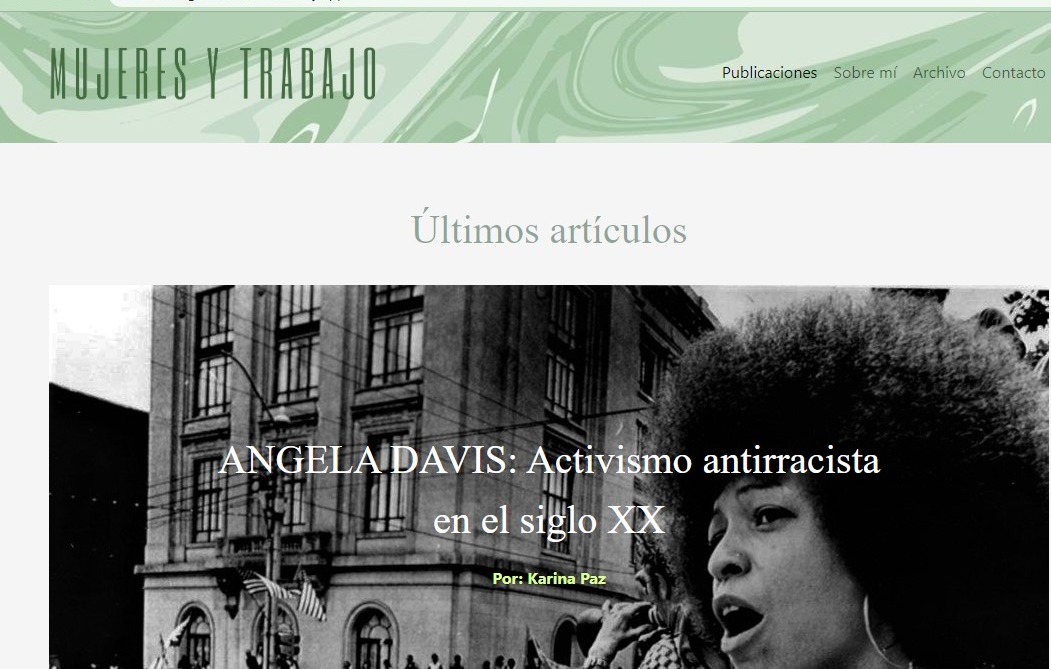 MUJERES Y TRABAJO
Publicaciones Sobre mí Archivo Contacto
Últimos artículos
ANGELA DAVIS: Activismo antirracista
en el siglo XX
Por: Karina Paz